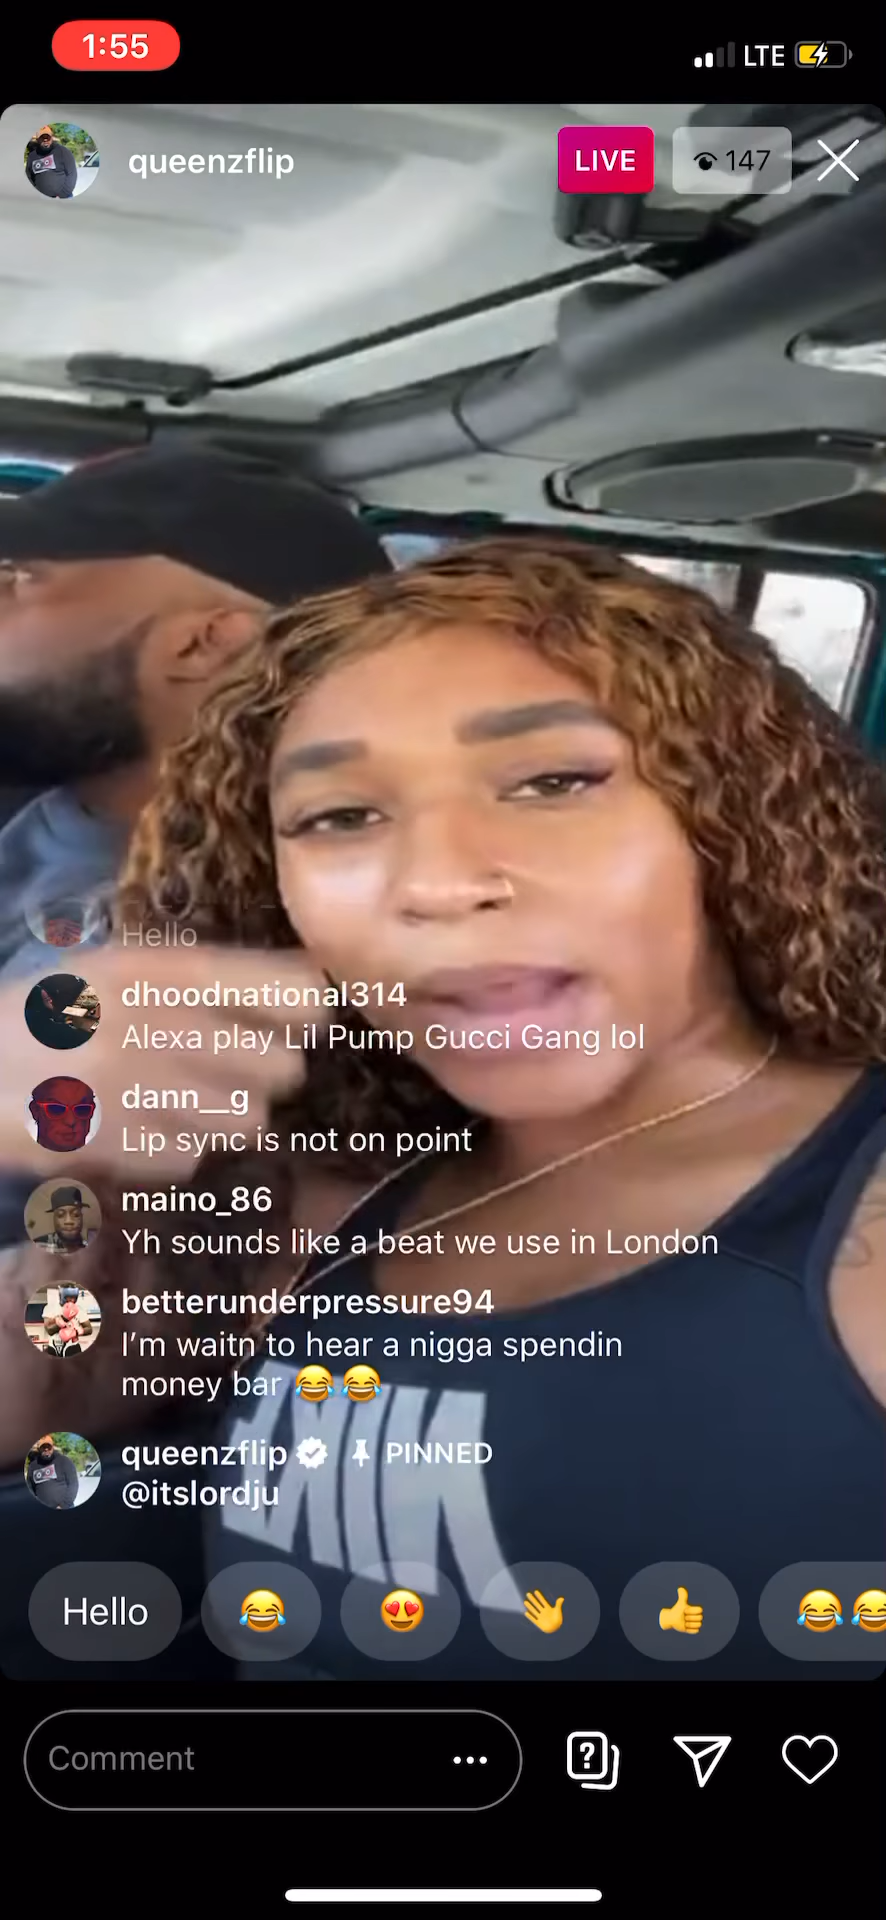 1:55
LTE
queenzflip
LIVE
147
Hello
dhoodnational314
Alexa play Lil Pump Gucci Gang lol
dann__g
Lip sync is not on point
maino_86
Yh sounds like a beat we use in London
betterunderpressure94
I'm waitn to hear a nigga spendin
money bar 😂😂
queenzflip PINNED
@itslordju
Hello 😂 😍 👋 👍 😂😂
Comment